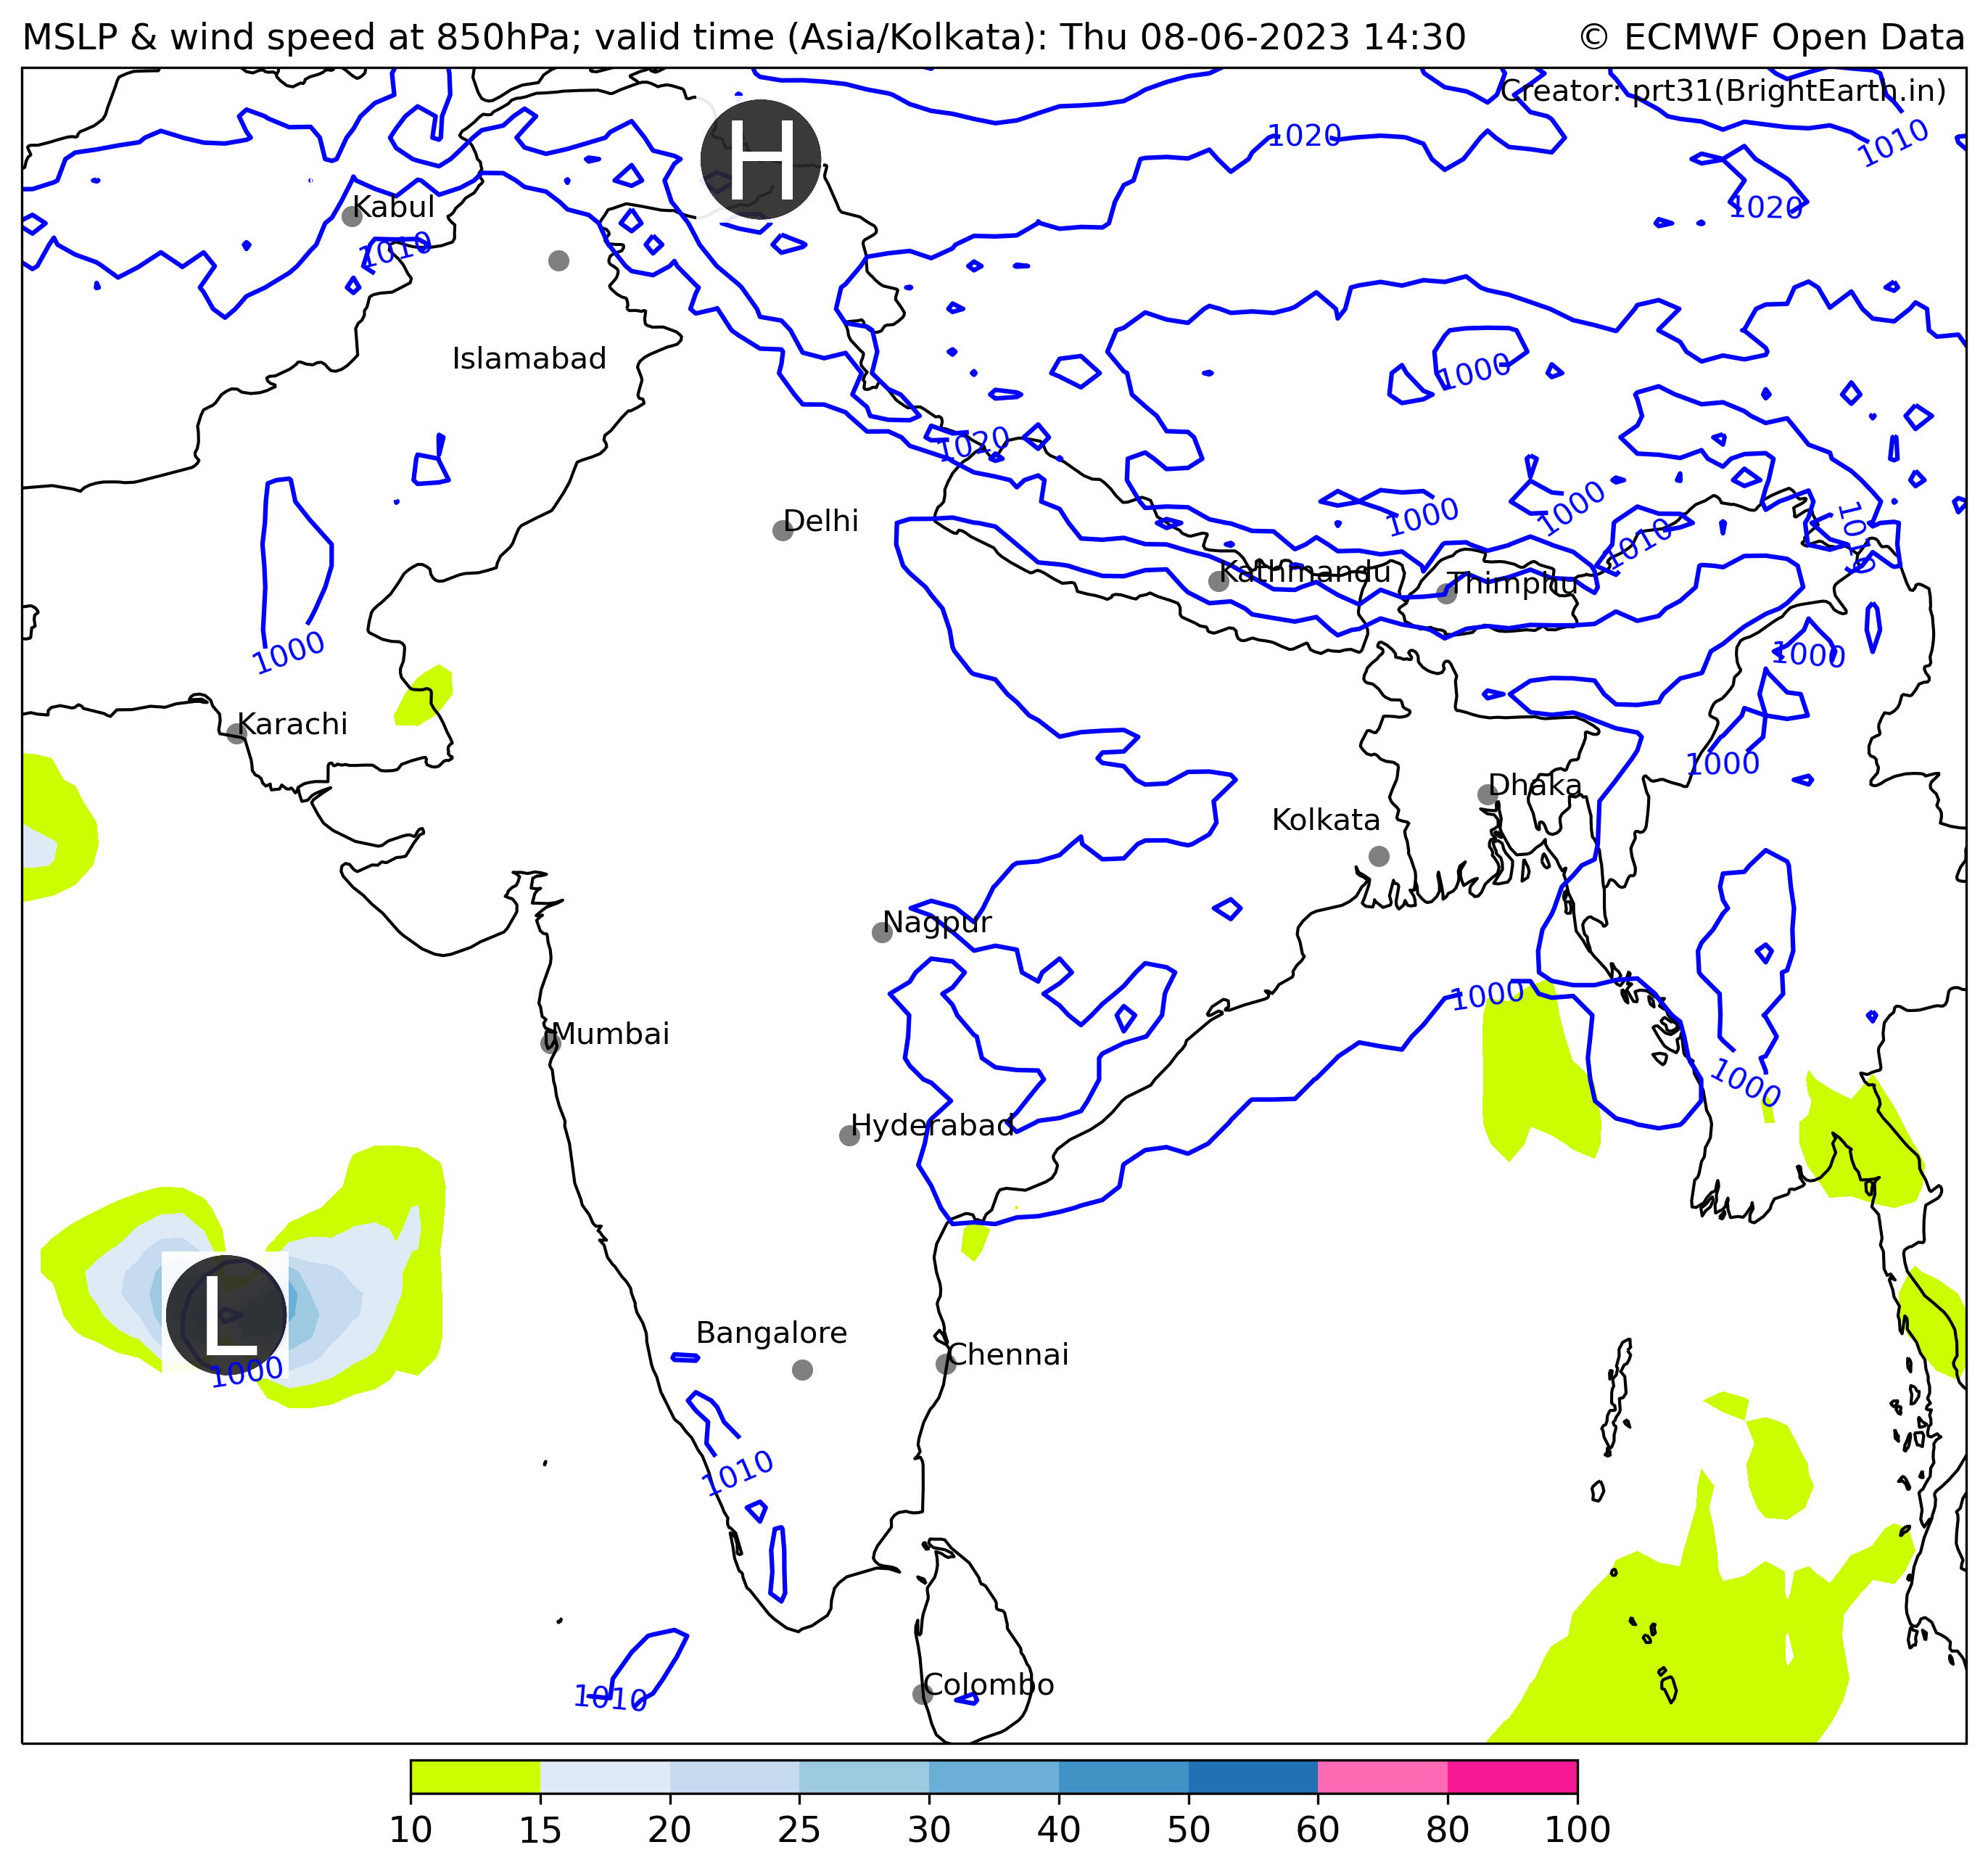 MSLP & wind speed at 850hPa; valid time (Asia/Kolkata): Thu 08-06-2023 14:30
© ECMWF Open Data
Creator: prt31(BrightEarth.in)
1020
1010
H
1020
Kabul
1010
Islamabad
1000
1020
1000
1000
1010
1010
Delhi
Kathmandu
Thimphu
1000
1000
Karachi
1000
Dhaka
Kolkata
Nagpur
1000
Mumbai
1000
Hyderabad
L
1000
Bangalore
Chennai
1010
1010
Colombo
10 15 20 25 30 40 50 60 80 100